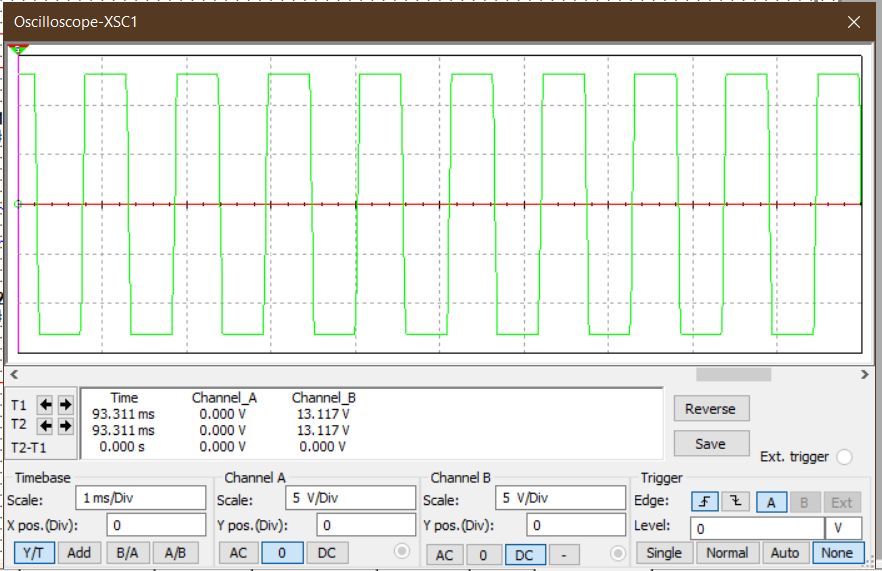 Oscilloscope-XSC1
Time Channel_A Channel_B
T1 93.311 ms 0.000 V 13.117 V
T2 93.311 ms 0.000 V 13.117 V
T2-T1 0.000 s 0.000 V 0.000 V
Reverse
Save
Ext. trigger
Timebase
Scale: 1 ms/Div
X pos.(Div): 0
Y/T Add B/A A/B
Channel A
Scale: 5 V/Div
Y pos.(Div): 0
AC 0 DC
Channel B
Scale: 5 V/Div
Y pos.(Div): 0
AC 0 DC -
Trigger
Edge: A B Ext
Level: 0 V
Single Normal Auto None